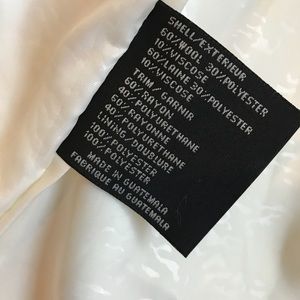 SHELL/EXTERIEUR
60%WOOL 30%POLYESTER
10%VISCOSE
60%LAINE 30%POLYESTER
10%VISCOSE
TRIM / GARNIR
60%RAYON
40%POLYURETHANE
60%RAYONNE
40%POLYURETHANE
LINING/DOUBLURE
100%POLYESTER
100%POLYESTER
MADE IN GUATEMALA
FABRIQUE AU GUATEMALA